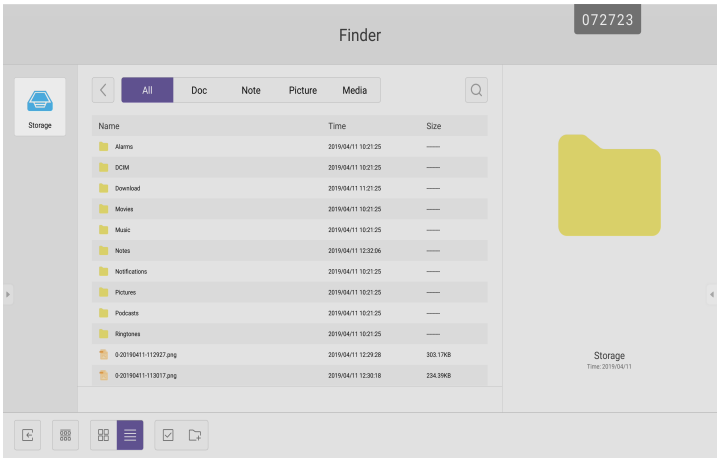 072723
Finder
Storage
All Doc Note Picture Media
Name Time Size
Alarms 2019/04/11 10:21:25 ——
DCIM 2019/04/11 10:21:25 ——
Download 2019/04/11 11:21:25 ——
Movies 2019/04/11 10:21:25 ——
Music 2019/04/11 10:21:25 ——
Notes 2019/04/11 12:32:06 ——
Notifications 2019/04/11 10:21:25 ——
Pictures 2019/04/11 10:21:25 ——
Podcasts 2019/04/11 10:21:25 ——
Ringtones 2019/04/11 10:21:25 ——
0-20190411-112927.png 2019/04/11 12:29:28 303.17KB
0-20190411-113017.png 2019/04/11 12:30:18 234.39KB
Storage
Time: 2019/04/11